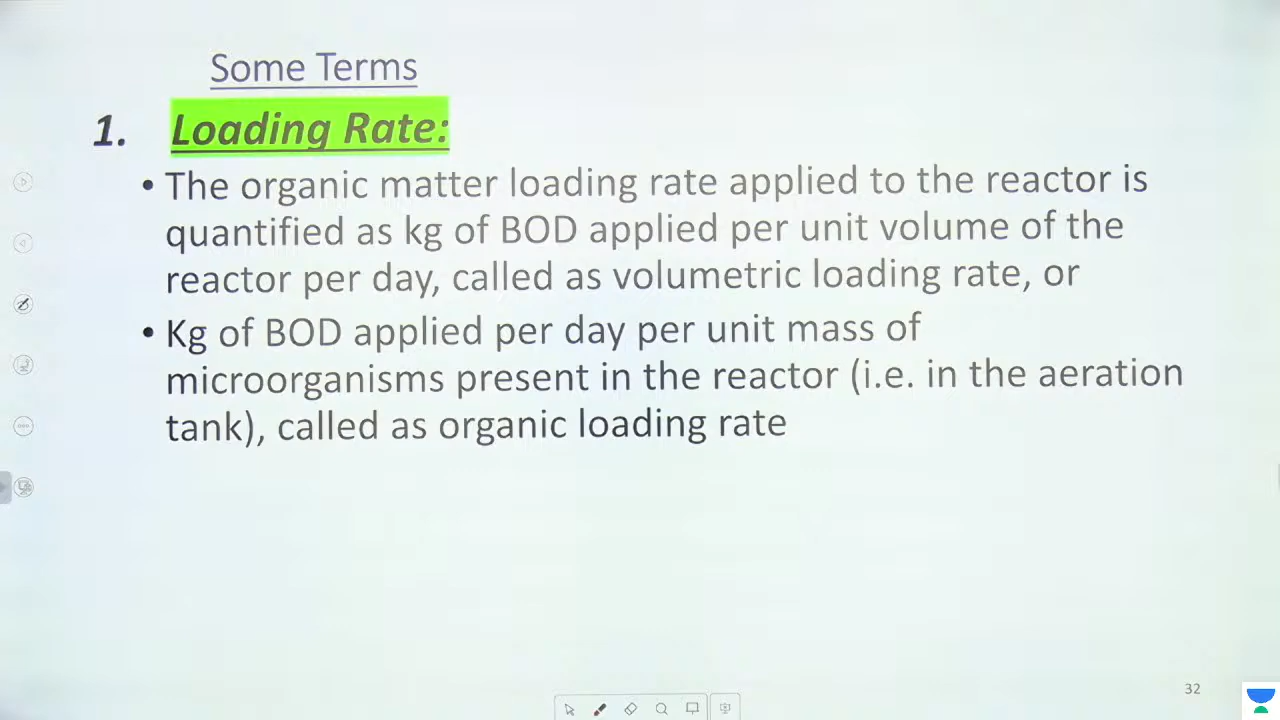 Some Terms
1. Loading Rate:
• The organic matter loading rate applied to the reactor is
quantified as kg of BOD applied per unit volume of the
reactor per day, called as volumetric loading rate, or
• Kg of BOD applied per day per unit mass of
microorganisms present in the reactor (i.e. in the aeration
tank), called as organic loading rate
32